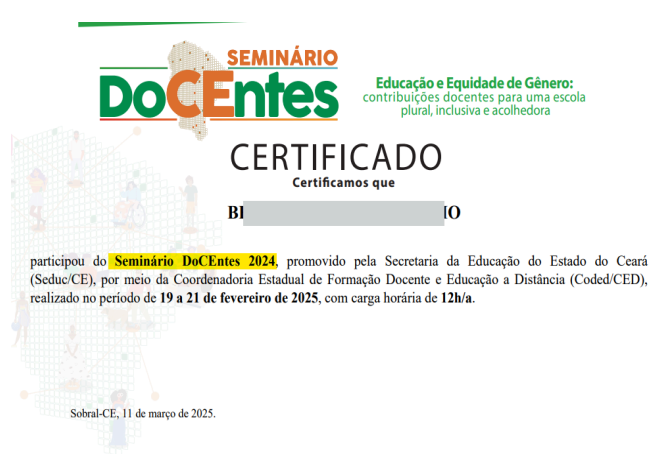 SEMINÁRIO
DoCEntes
Educação e Equidade de Gênero:
contribuições docentes para uma escola
plural, inclusiva e acolhedora
CERTIFICADO
Certificamos que
participou do Seminário DoCEntes 2024, promovido pela Secretaria da Educação do Estado do Ceará
(Seduc/CE), por meio da Coordenadoria Estadual de Formação Docente e Educação a Distância (Coded/CED),
realizado no período de 19 a 21 de fevereiro de 2025, com carga horária de 12h/a.
Sobral-CE, 11 de março de 2025.